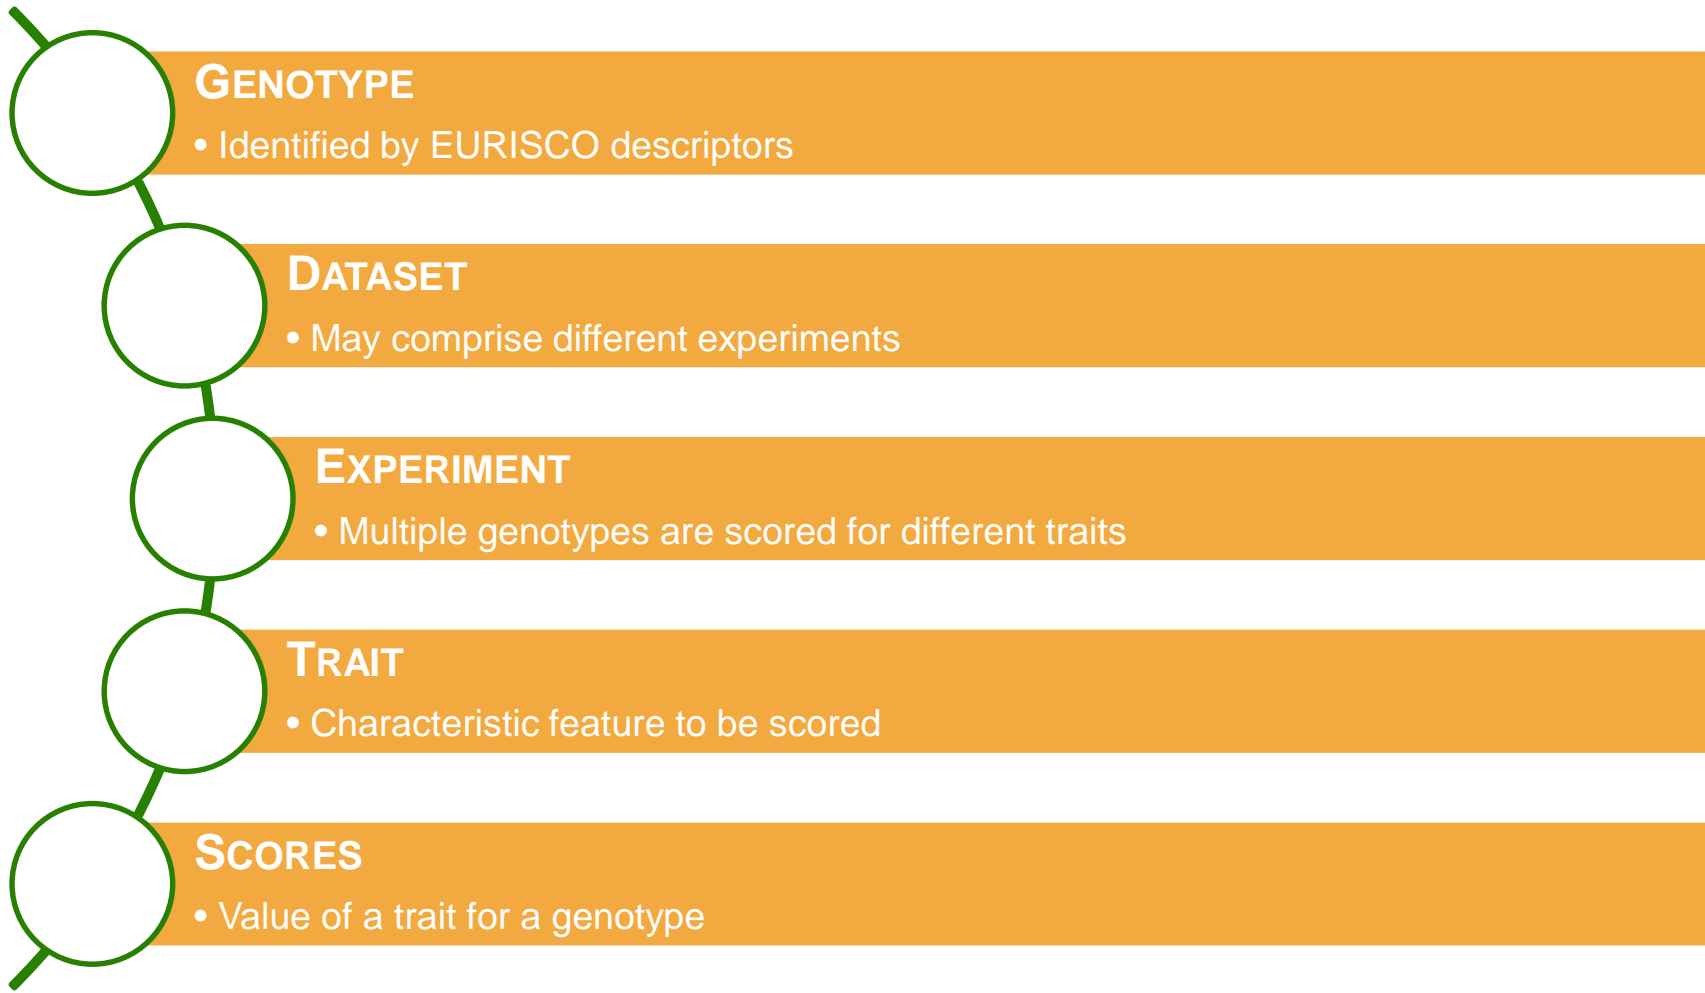 GENOTYPE
• Identified by EURISCO descriptors
DATASET
• May comprise different experiments
EXPERIMENT
• Multiple genotypes are scored for different traits
TRAIT
• Characteristic feature to be scored
SCORES
• Value of a trait for a genotype